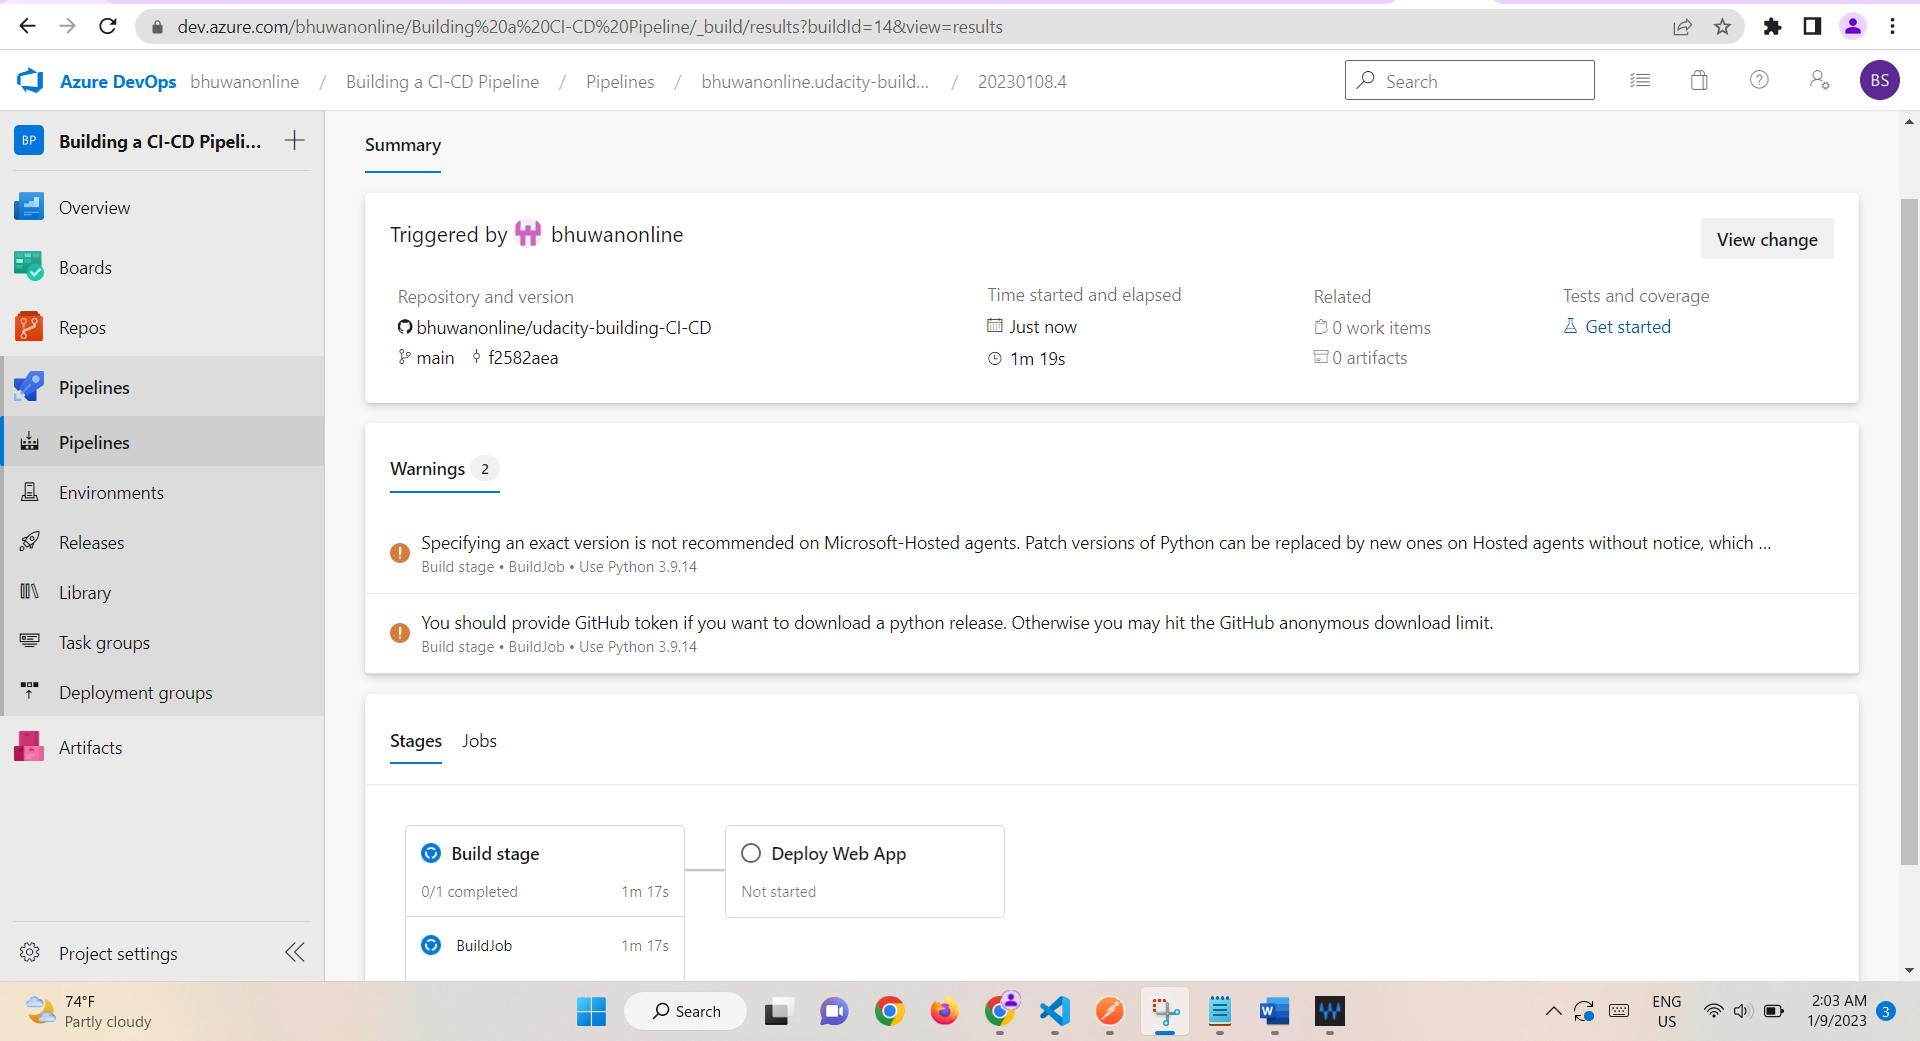 dev.azure.com/bhuwanonline/Building%20a%20CI-CD%20Pipeline/_build/results?buildId=14&view=results
Azure DevOps bhuwanonline / Building a CI-CD Pipeline / Pipelines / bhuwanonline.udacity-build... / 20230108.4
Search
BS
BP
Building a CI-CD Pipeli...
Overview
Boards
Repos
Pipelines
Pipelines
Environments
Releases
Library
Task groups
Deployment groups
Artifacts
Project settings
Summary
Triggered by bhuwanonline
View change
Repository and version
bhuwanonline/udacity-building-CI-CD
main f2582aea
Time started and elapsed
Just now
1m 19s
Related
0 work items
0 artifacts
Tests and coverage
Get started
Warnings 2
Specifying an exact version is not recommended on Microsoft-Hosted agents. Patch versions of Python can be replaced by new ones on Hosted agents without notice, which ...
Build stage • BuildJob • Use Python 3.9.14
You should provide GitHub token if you want to download a python release. Otherwise you may hit the GitHub anonymous download limit.
Build stage • BuildJob • Use Python 3.9.14
Stages Jobs
Build stage
0/1 completed 1m 17s
BuildJob 1m 17s
Deploy Web App
Not started
74°F
Partly cloudy
Search
ENG
US
2:03 AM
1/9/2023
3